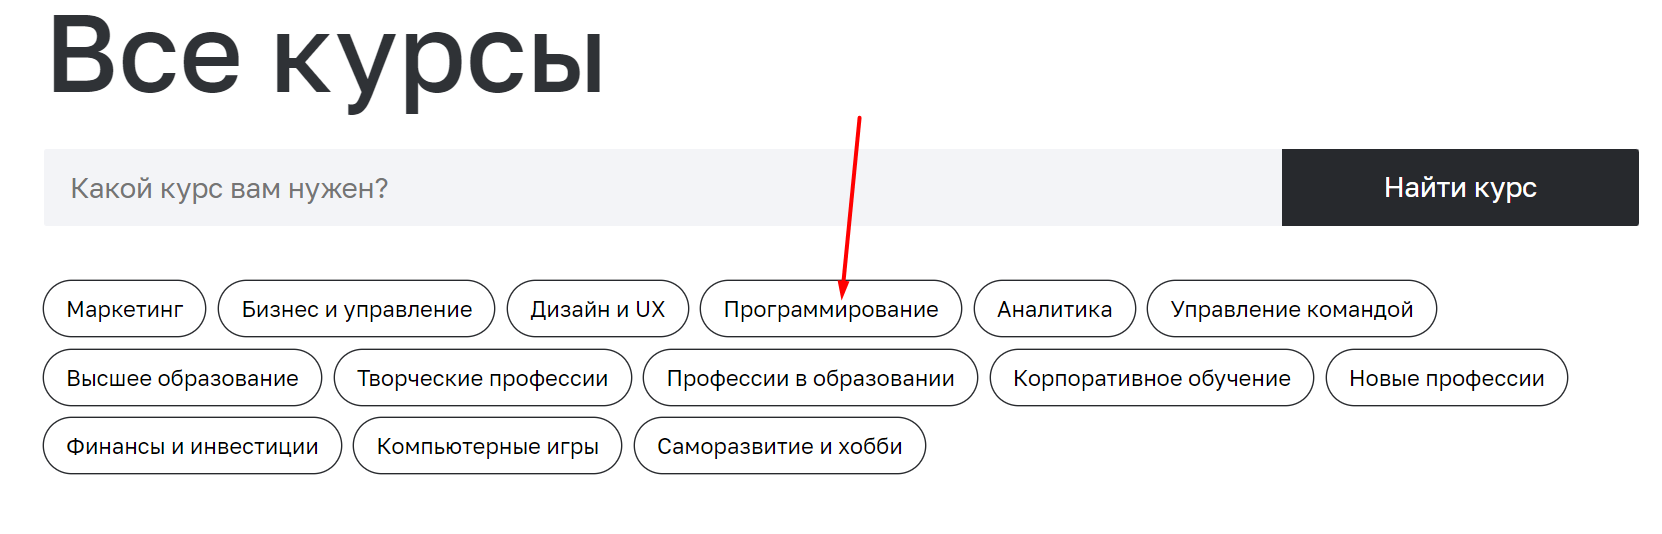 Все курсы
Какой курс вам нужен?
Найти курс
Маркетинг
Бизнес и управление
Дизайн и UX
Программирование
Аналитика
Управление командой
Высшее образование
Творческие профессии
Профессии в образовании
Корпоративное обучение
Новые профессии
Финансы и инвестиции
Компьютерные игры
Саморазвитие и хобби